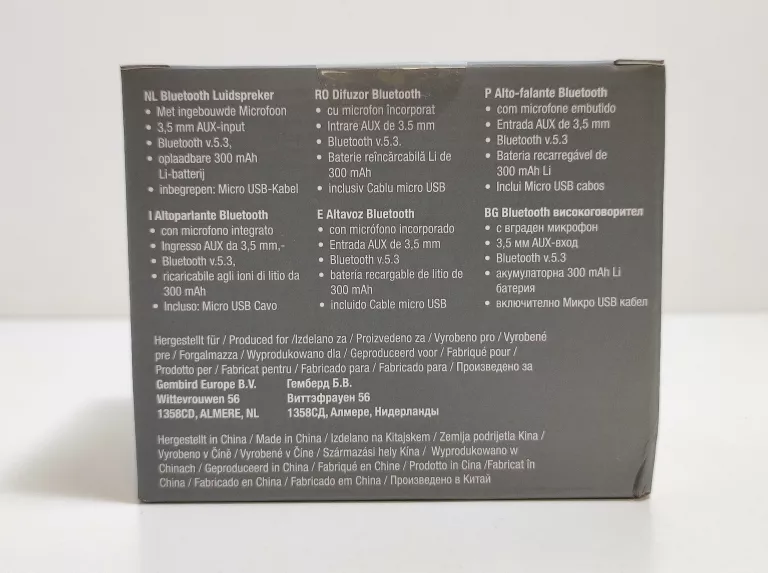 NL Bluetooth Luidspreker
• Met ingebouwde Microfoon
• 3,5 mm AUX-input
• Bluetooth v.5.3,
• oplaadbare 300 mAh
Li-batterij
• inbegrepen: Micro USB-Kabel
RO Difuzor Bluetooth
• cu microfon încorporat
• Intrare AUX de 3.5 mm
• Bluetooth v.5.3.
• Baterie reîncărcabilă Li de
300 mAh
• inclusiv Cablu micro USB
P Alto-falante Bluetooth
• com microfone embutido
• Entrada AUX de 3,5 mm
• Bluetooth v.5.3
• Bateria recarregável de
300 mAh Li
• Inclui Micro USB cabos
I Altoparlante Bluetooth
• con microfono integrato
• Ingresso AUX da 3,5 mm,-
• Bluetooth v.5.3,
• ricaricabile agli ioni di litio da
300 mAh
• Incluso: Micro USB Cavo
E Altavoz Bluetooth
• con micrófono incorporado
• Entrada AUX de 3,5 mm
• Bluetooth v.5.3
• bateria recargable de litio de
300 mAh
• incluido Cable micro USB
BG Bluetooth високоговорител
• с вграден микрофон
• 3,5 мм AUX-вход
• Bluetooth v.5.3
• акумулаторна 300 mAh Li
батерия
• включително Микро USB кабел
Hergestellt für / Produced for /Izdelano za / Proizvedeno za / Vyrobeno pro / Vyrobené
pre / Forgalmazza / Wyprodukowano dla / Geproduceerd voor / Fabriqué pour /
Prodotto per / Fabricat pentru / Fabricado para / Fabricado para / Произведено за
Gembird Europe B.V.
Wittevrouwen 56
1358CD, ALMERE, NL
Гемберд Б.В.
Виттэфрауен 56
1358СД, Алмере, Нидерланды
Hergestellt in China / Made in China / Izdelano na Kitajskem / Zemlja podrijetla Kina /
Vyrobeno v Číně / Vyrobené v Číne / Származási hely Kína / Wyprodukowano w
Chinach / Geproduceerd in China / Fabriqué en Chine / Prodotto in Cina /Fabricat în
China / Fabricado en China / Fabricado em China / Произведено в Китай